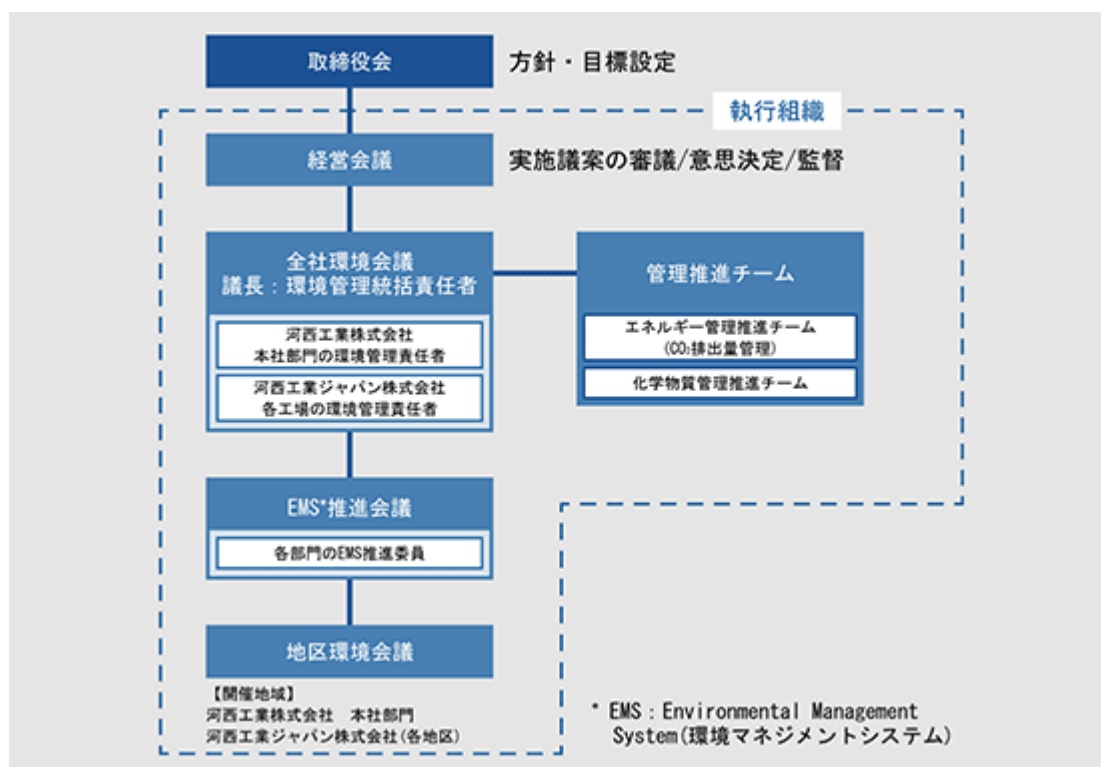 取締役会
方針・目標設定
執行組織
経営会議
実施議案の審議/意思決定/監督
全社環境会議
議長：環境管理統括責任者
河西工業株式会社
本社部門の環境管理責任者
河西工業ジャパン株式会社
各工場の環境管理責任者
管理推進チーム
エネルギー管理推進チーム
(CO₂排出量管理)
化学物質管理推進チーム
EMS*推進会議
各部門のEMS推進委員
地区環境会議
【開催地域】
河西工業株式会社　本社部門
河西工業ジャパン株式会社(各地区)
* EMS：Environmental Management
System(環境マネジメントシステム)